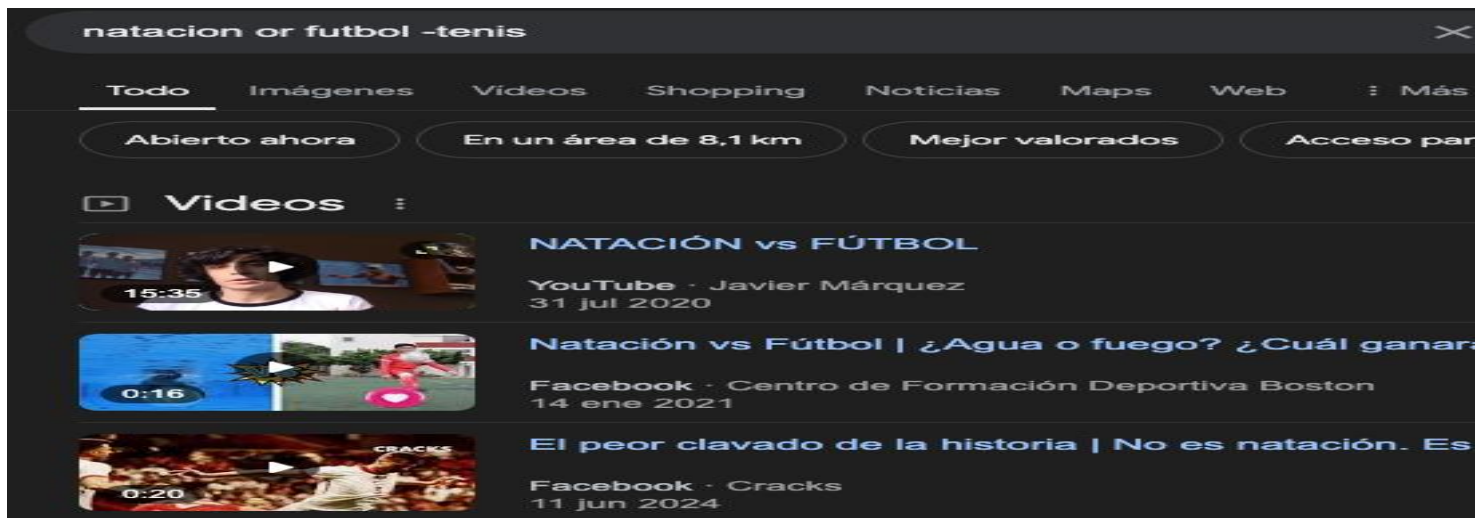 natacion or futbol -tenis
Todo Imágenes Vídeos Shopping Noticias Maps Web Más
Abierto ahora En un área de 8,1 km Mejor valorados Acceso par
Videos
NATACIÓN vs FÚTBOL
15:35
YouTube · Javier Márquez
31 jul 2020
Natación vs Fútbol | ¿Agua o fuego? ¿Cuál ganará
0:16
Facebook · Centro de Formación Deportiva Boston
14 ene 2021
CRACKS
El peor clavado de la historia | No es natación. Es
0:20
Facebook · Cracks
11 jun 2024